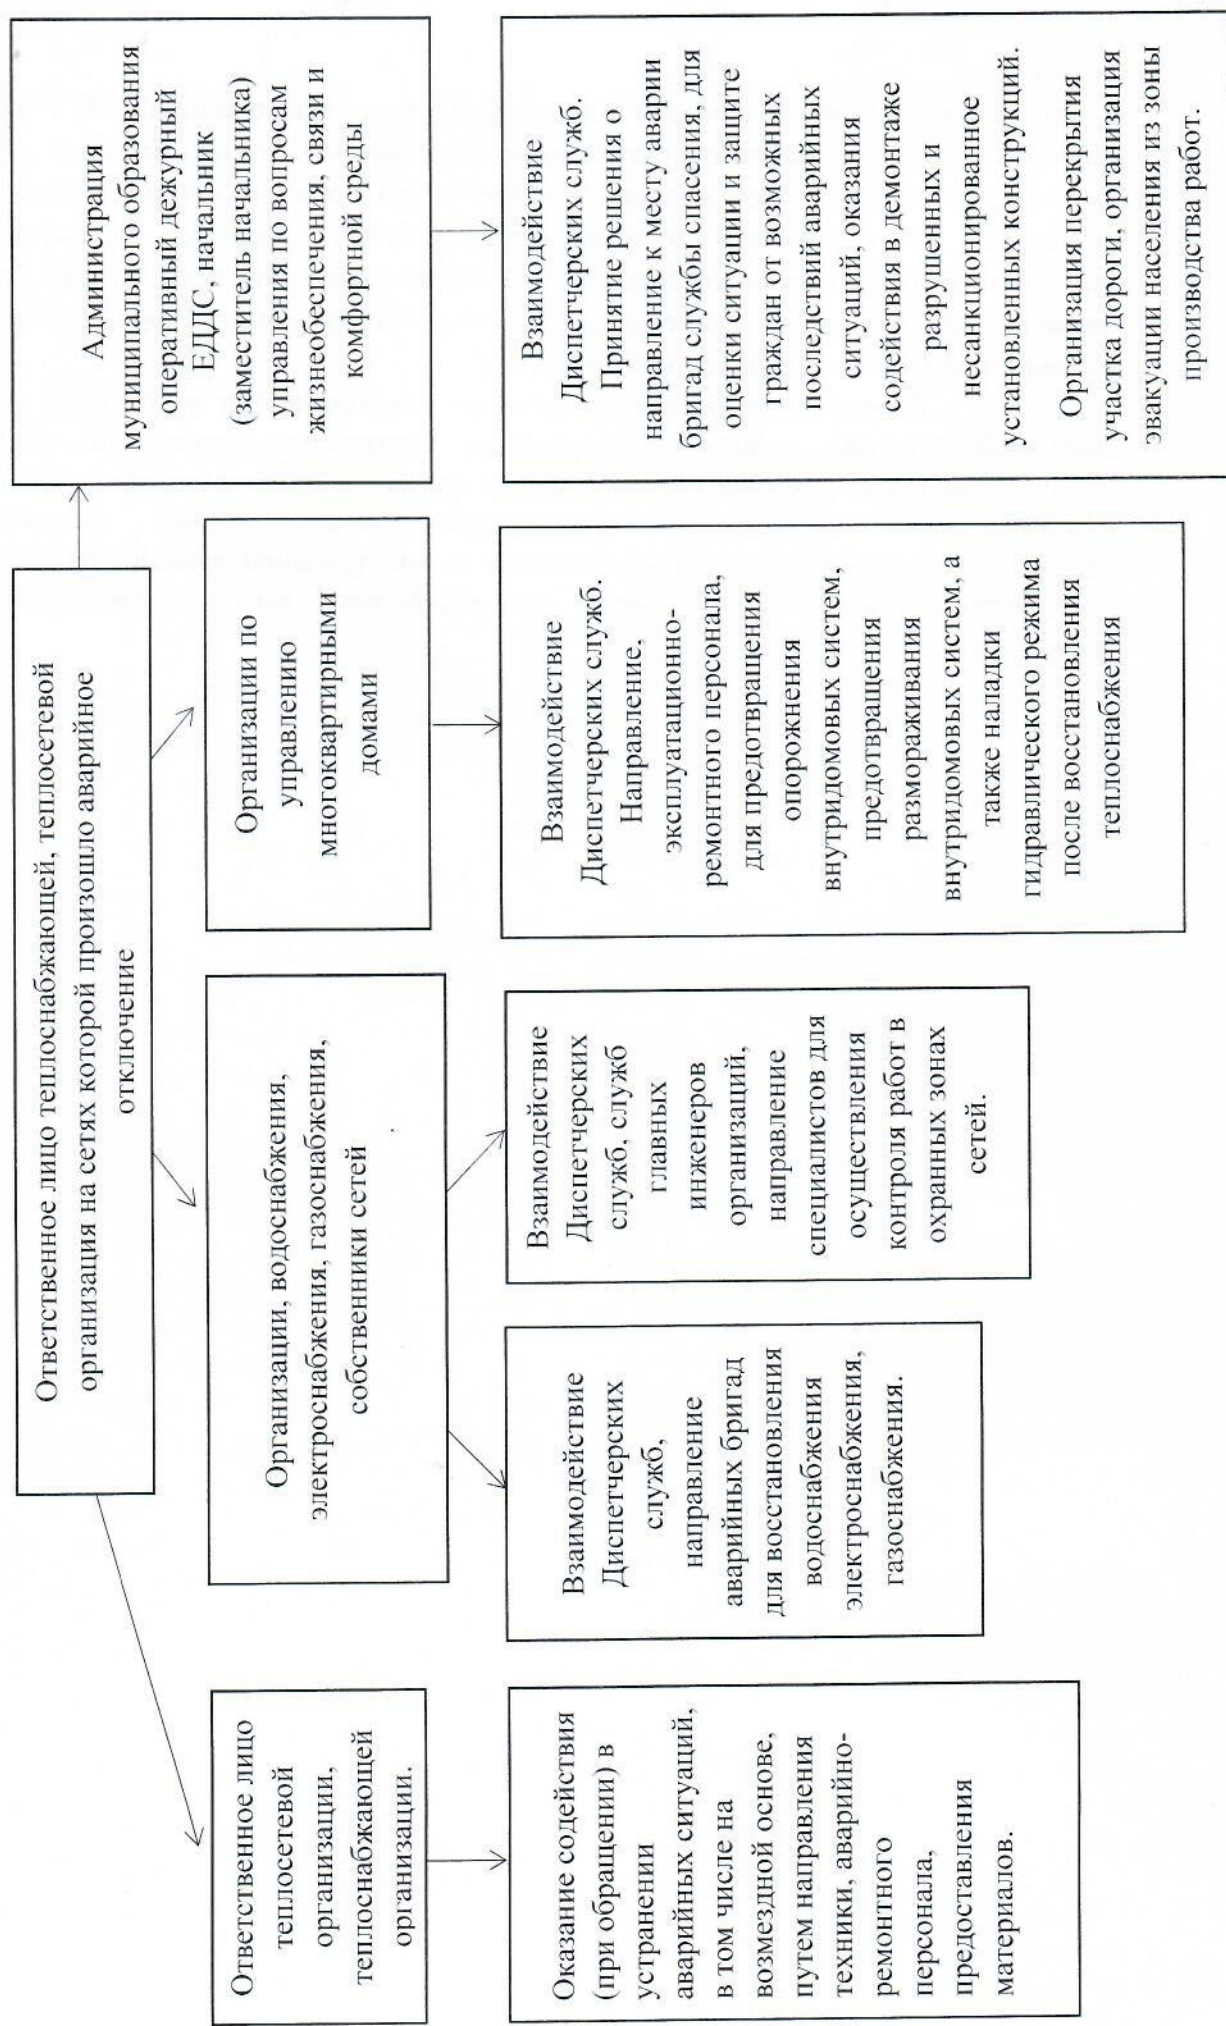 Ответственное лицо теплоснабжающей, теплосетевой
организация на сетях которой произошло аварийное
отключение
Ответственное лицо
теплосетевой
организации,
теплоснабжающей
организации.
Организации, водоснабжения,
электроснабжения, газоснабжения,
собственники сетей
Организации по
управлению
многоквартирными
домами
Администрация
муниципального образования
оперативный дежурный
ЕДДС, начальник
(заместитель начальника)
управления по вопросам
жизнеобеспечения, связи и
комфортной среды
Оказание содействия
(при обращении) в
устранении
аварийных ситуаций,
в том числе на
возмездной основе,
путем направления
техники, аварийно-
ремонтного
персонала,
предоставления
материалов.
Взаимодействие
Диспетчерских
служб,
направление
аварийных бригад
для восстановления
водоснабжения
электроснабжения,
газоснабжения.
Взаимодействие
Диспетчерских
служб, служб
главных
инженеров
организаций,
направление
специалистов для
осуществления
контроля работ в
охранных зонах
сетей.
Взаимодействие
Диспетчерских служб.
Направление,
эксплуатационно-
ремонтного персонала,
для предотвращения
опорожнения
внутридомовых систем,
предотвращения
размораживания
внутридомовых систем, а
также наладки
гидравлического режима
после восстановления
теплоснабжения
Взаимодействие
Диспетчерских служб.
Принятие решения о
направление к месту аварии
бригад службы спасения, для
оценки ситуации и защите
граждан от возможных
последствий аварийных
ситуаций, оказания
содействия в демонтаже
разрушенных и
несанкционированное
установленных конструкций.
Организация перекрытия
участка дороги, организация
эвакуации населения из зоны
производства работ.